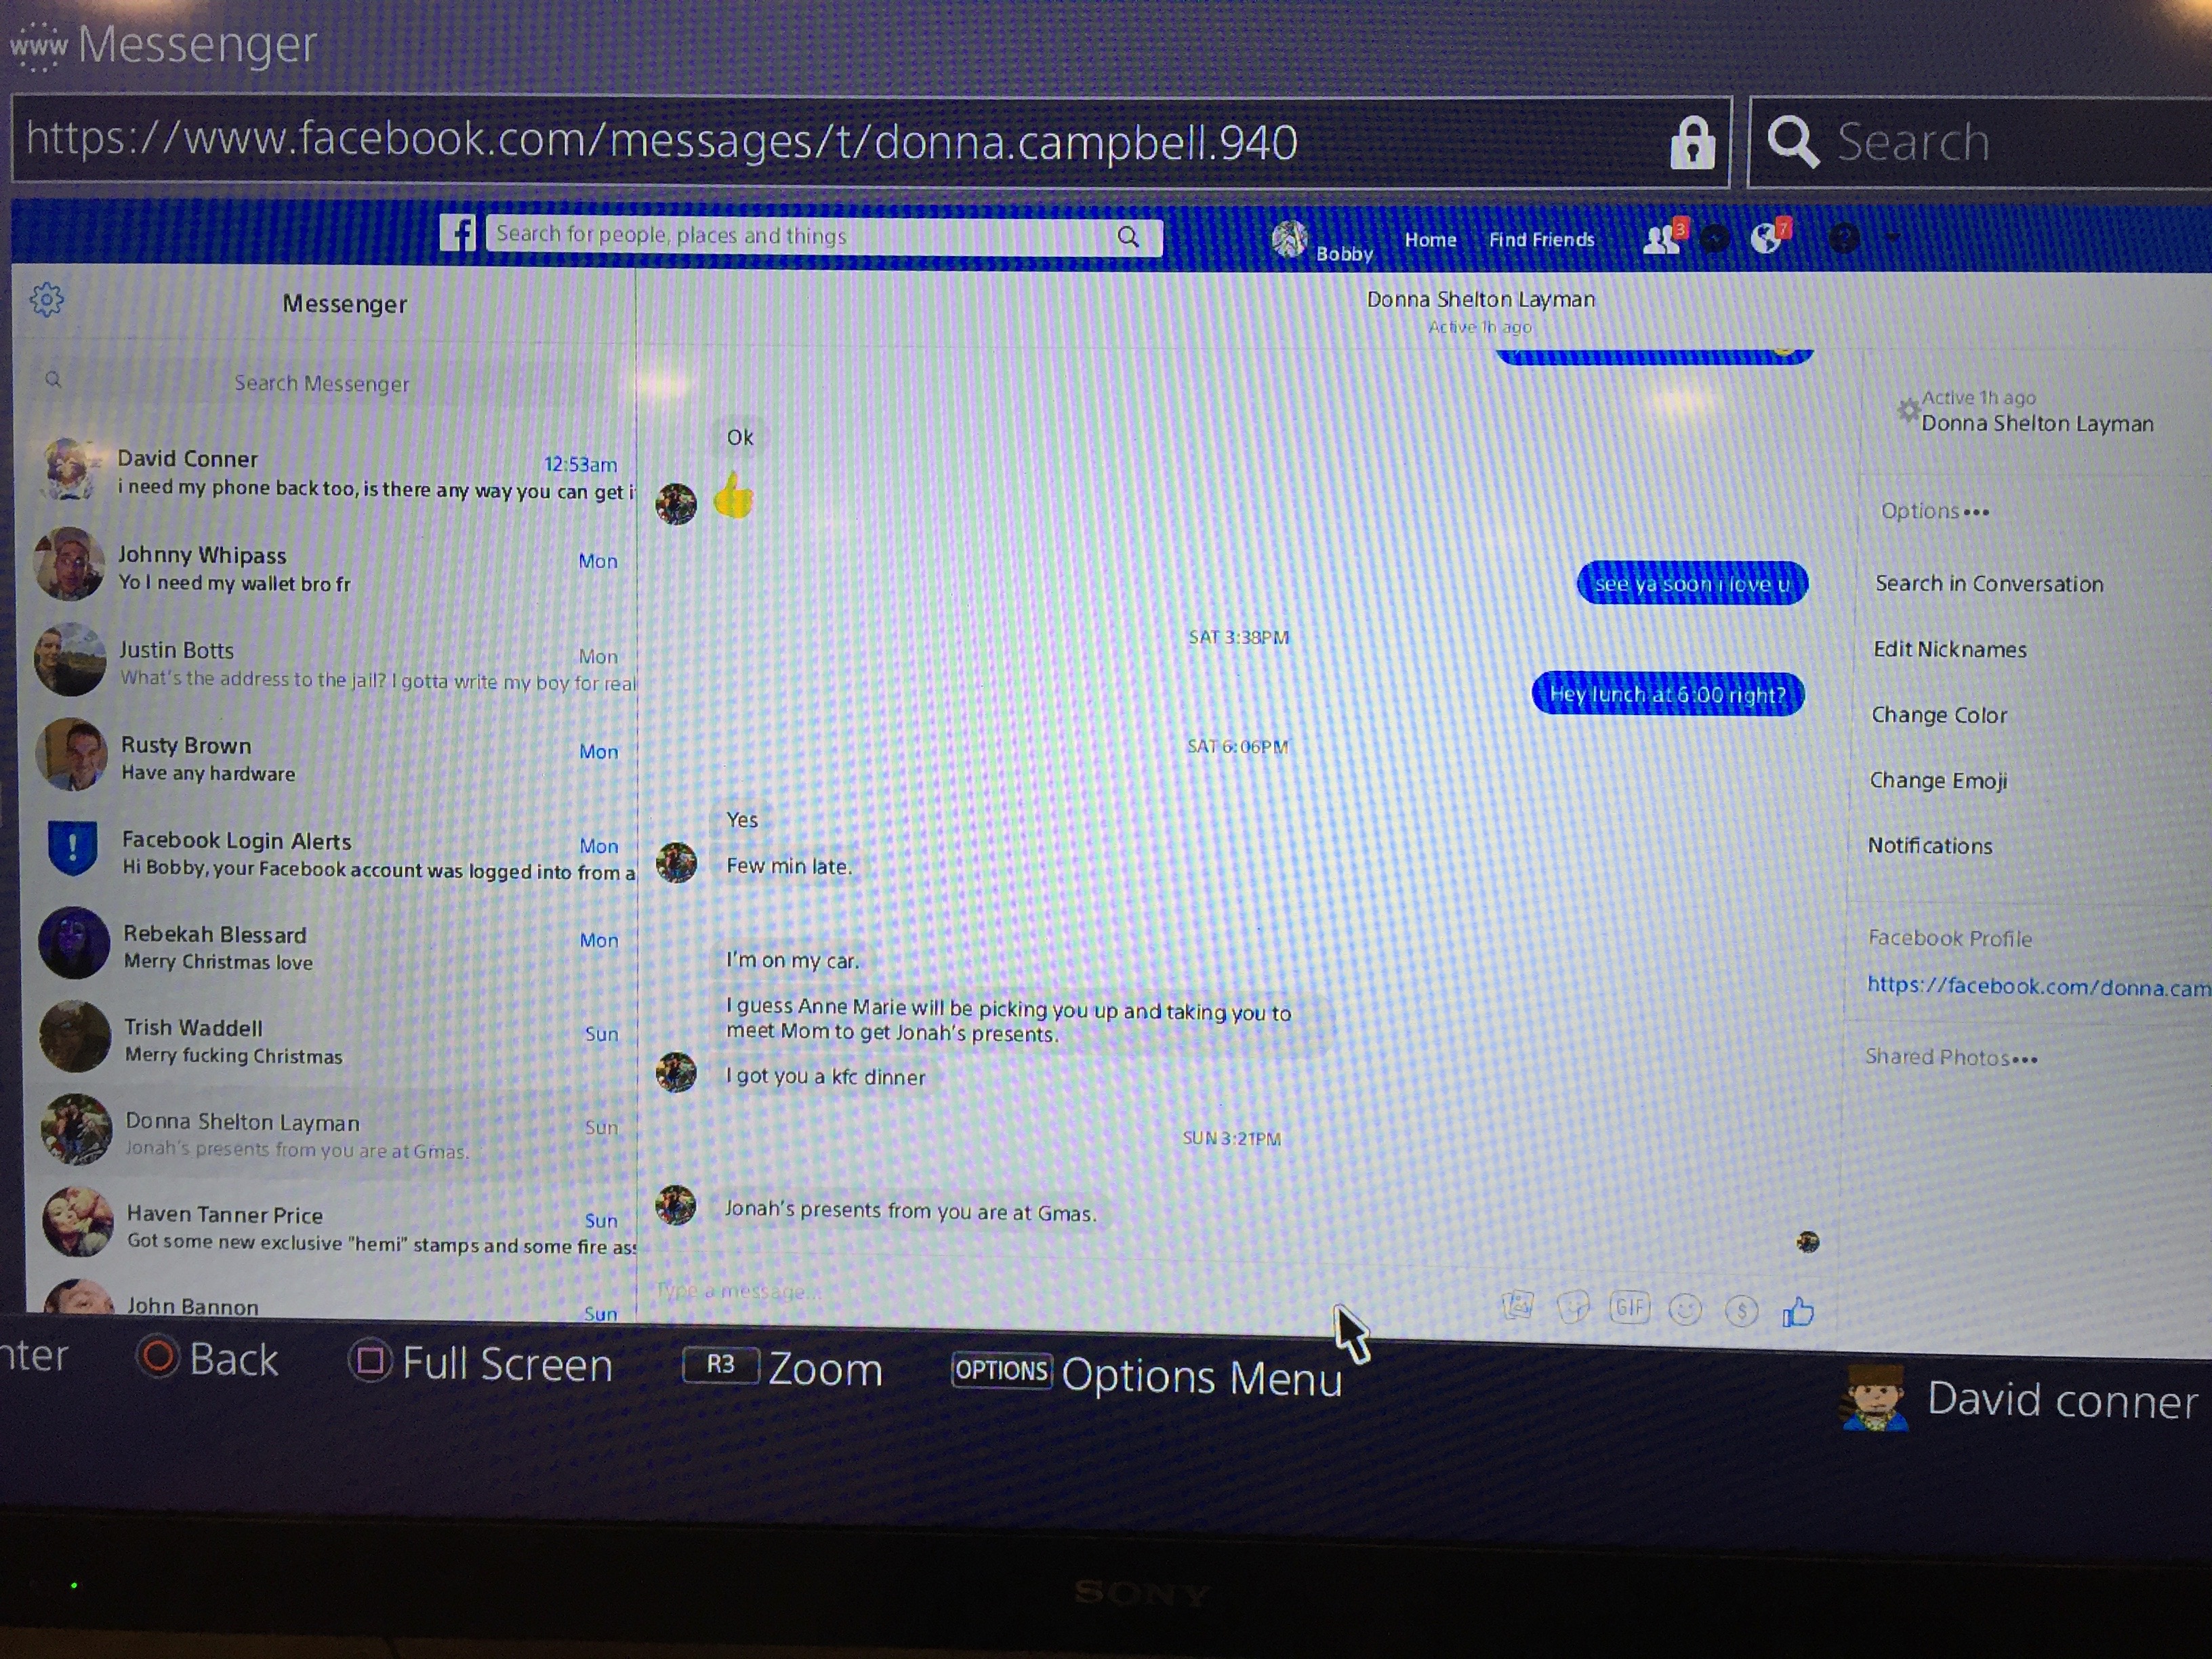 www Messenger
https://www.facebook.com/messages/t/donna.campbell.940
Search
f
Search for people, places and things
Bobby
Home
Find Friends
3
7
Messenger
Donna Shelton Layman
Active 1h ago
Search Messenger
David Conner
12:53am
i need my phone back too, is there any way you can get i
Johnny Whipass
Mon
Yo I need my wallet bro fr
Justin Botts
Mon
What's the address to the jail? I gotta write my boy for real
Rusty Brown
Mon
Have any hardware
Facebook Login Alerts
Mon
Hi Bobby, your Facebook account was logged into from a
Rebekah Blessard
Mon
Merry Christmas love
Trish Waddell
Sun
Merry fucking Christmas
Donna Shelton Layman
Sun
Jonah's presents from you are at Gmas.
Haven Tanner Price
Sun
Got some new exclusive "hemi" stamps and some fire ass
John Bannon
Sun
Ok
see ya soon i love u
SAT 3:38PM
Hey lunch at 6:00 right?
SAT 6:06PM
Yes
Few min late.
I'm on my car.
I guess Anne Marie will be picking you up and taking you to
meet Mom to get Jonah's presents.
I got you a kfc dinner
SUN 3:21PM
Jonah's presents from you are at Gmas.
Type a message...
GIF
$
Active 1h ago
Donna Shelton Layman
Options•••
Search in Conversation
Edit Nicknames
Change Color
Change Emoji
Notifications
Facebook Profile
https://facebook.com/donna.cam
Shared Photos•••
nter
Back
Full Screen
R3 Zoom
OPTIONS Options Menu
David conner
SONY